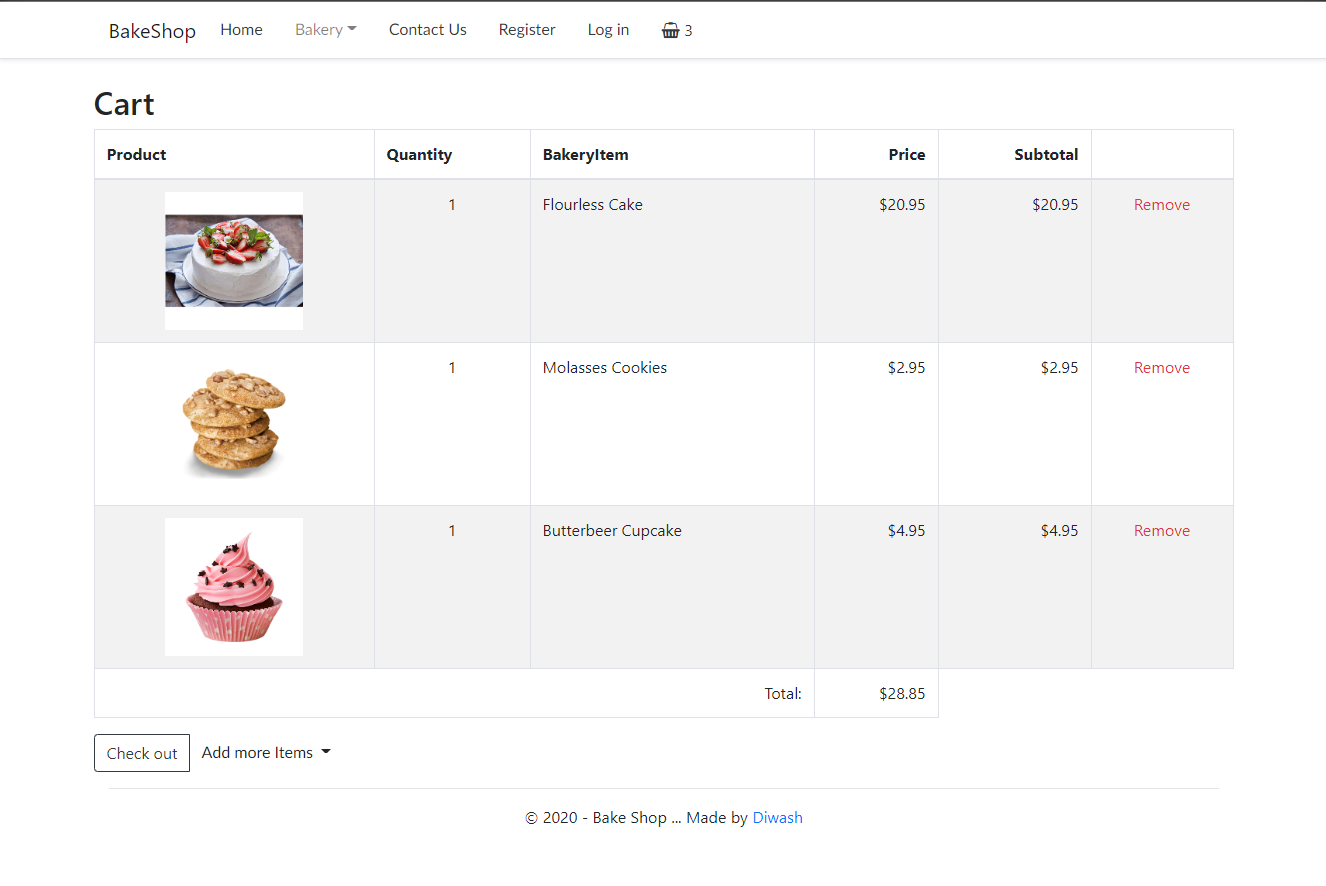 BakeShop Home Bakery Contact Us Register Log in 3
Cart
Product Quantity BakeryItem Price Subtotal
1 Flourless Cake $20.95 $20.95 Remove
1 Molasses Cookies $2.95 $2.95 Remove
1 Butterbeer Cupcake $4.95 $4.95 Remove
Total: $28.85
Check out Add more Items
© 2020 - Bake Shop ... Made by Diwash